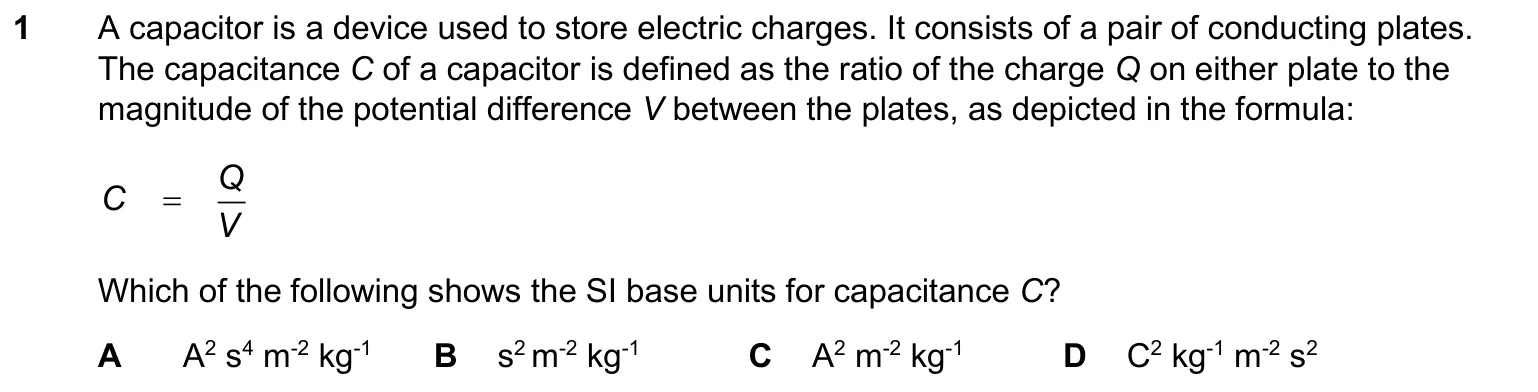 1 A capacitor is a device used to store electric charges. It consists of a pair of conducting plates.
The capacitance C of a capacitor is defined as the ratio of the charge Q on either plate to the
magnitude of the potential difference V between the plates, as depicted in the formula:
C = Q/V
Which of the following shows the SI base units for capacitance C?
A A² s⁴ m⁻² kg⁻¹ B s² m⁻² kg⁻¹ C A² m⁻² kg⁻¹ D C² kg⁻¹ m⁻² s²